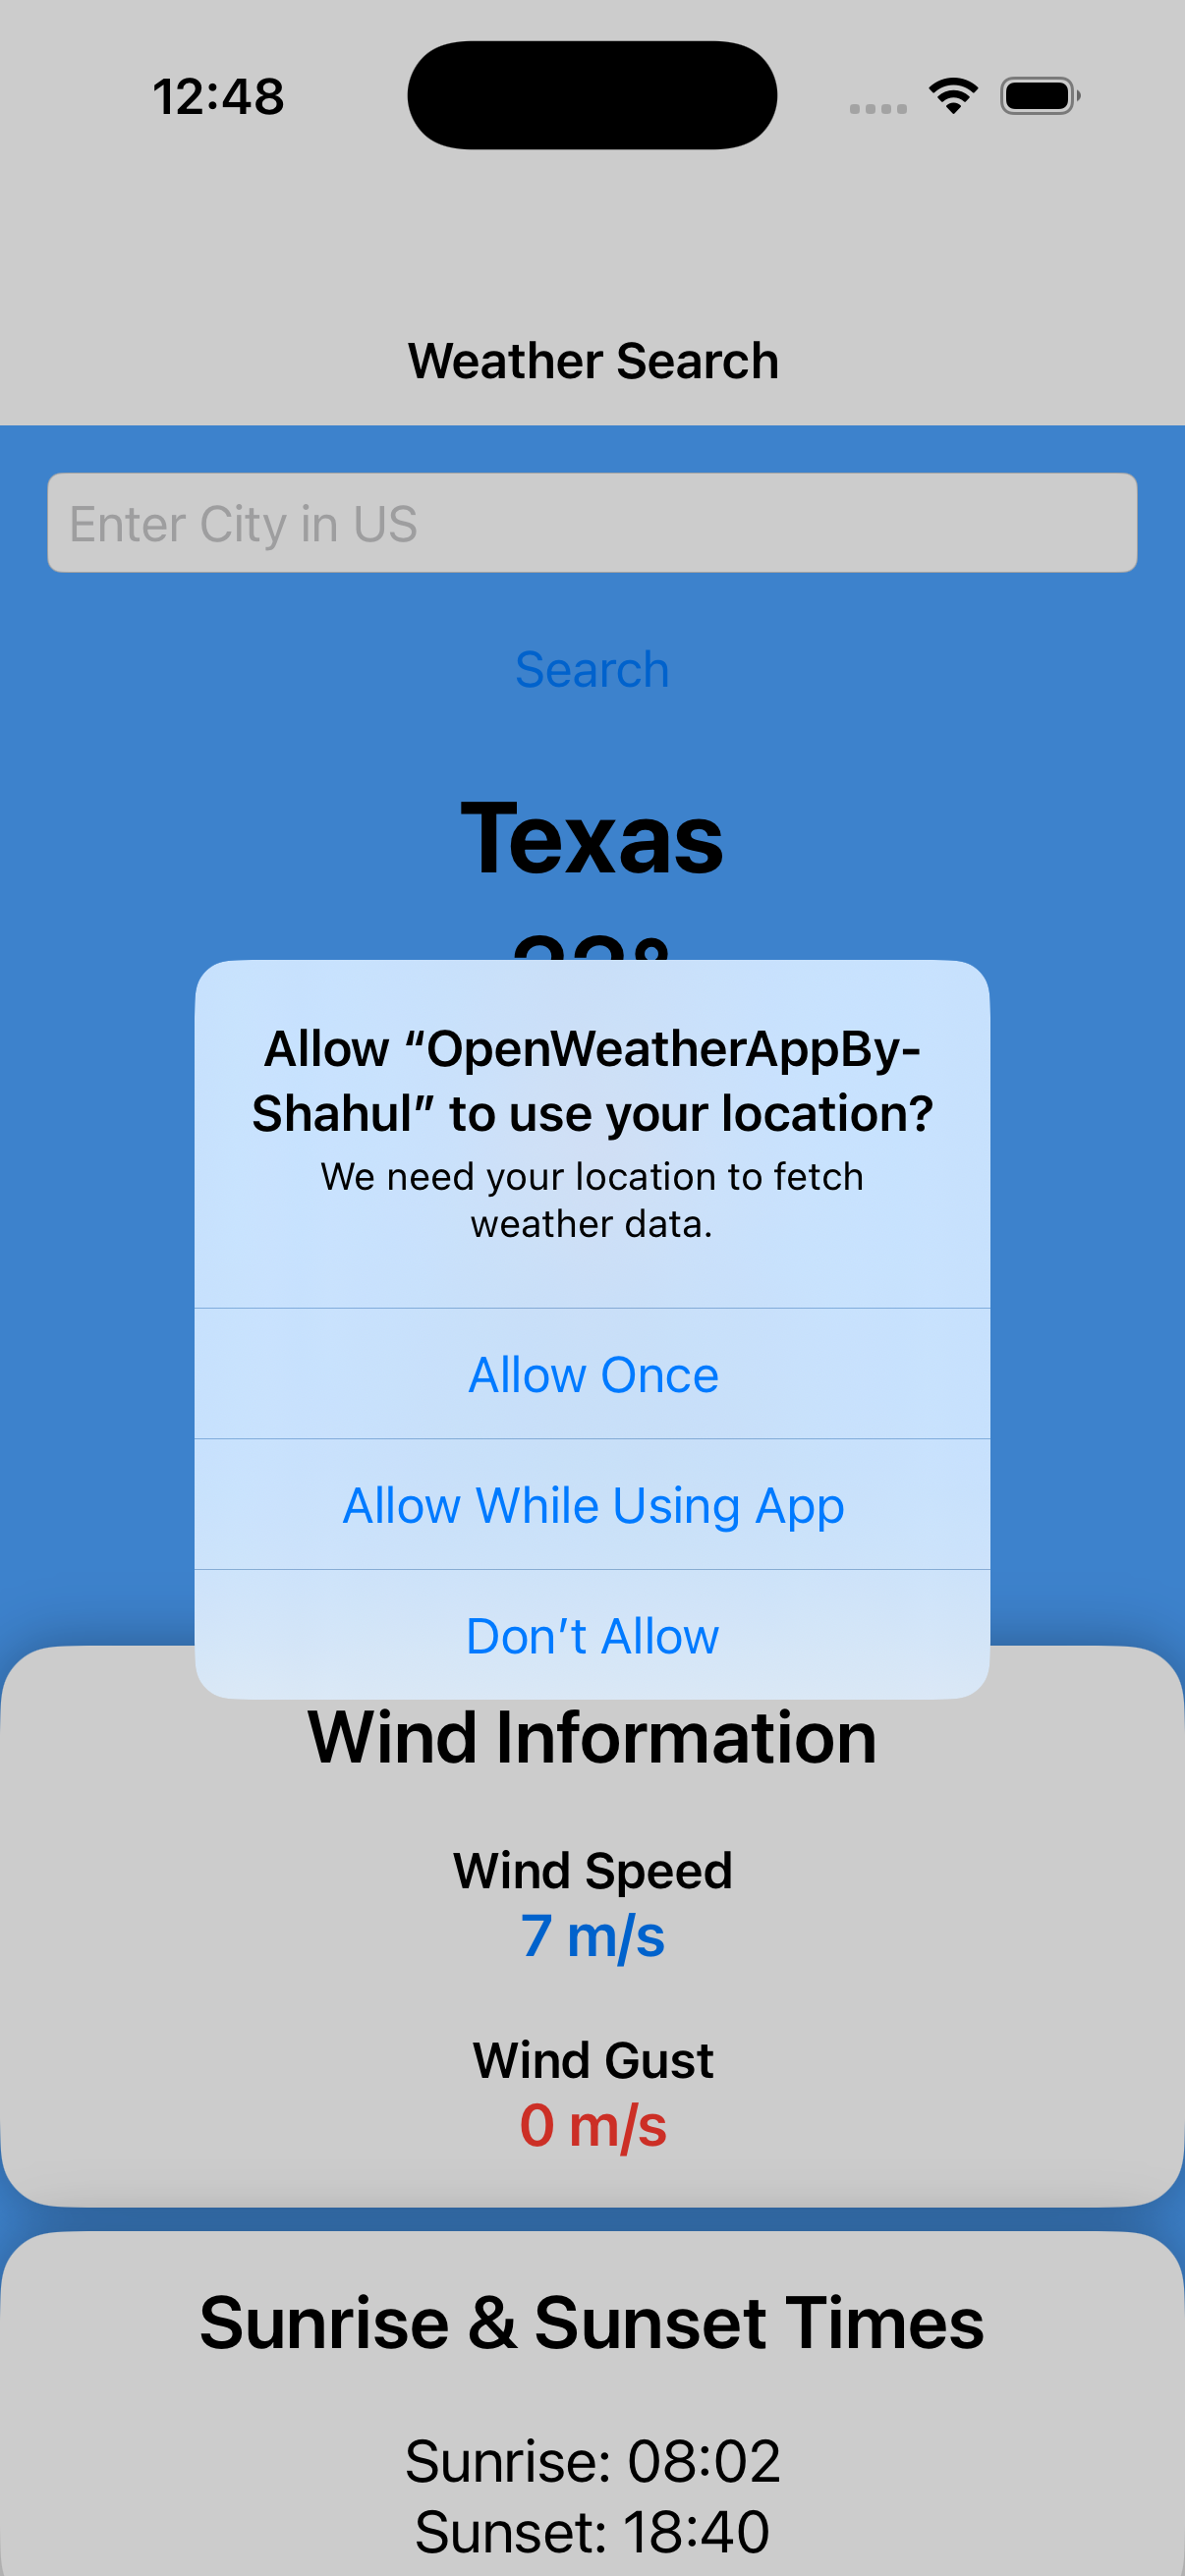 12:48
Weather Search
Enter City in US
Search
Texas
Allow “OpenWeatherAppBy-
Shahul” to use your location?
We need your location to fetch
weather data.
Allow Once
Allow While Using App
Don’t Allow
Wind Information
Wind Speed
7 m/s
Wind Gust
0 m/s
Sunrise & Sunset Times
Sunrise: 08:02
Sunset: 18:40